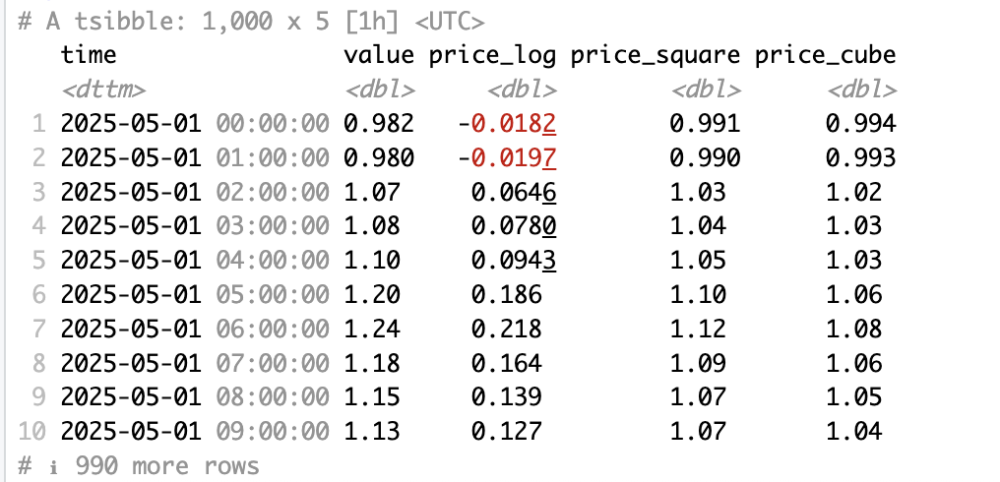 # A tsibble: 1,000 x 5 [1h] <UTC>
time value price_log price_square price_cube
<dttm> <dbl> <dbl> <dbl> <dbl>
1 2025-05-01 00:00:00 0.982 -0.0182 0.991 0.994
2 2025-05-01 01:00:00 0.980 -0.0197 0.990 0.993
3 2025-05-01 02:00:00 1.07 0.0646 1.03 1.02
4 2025-05-01 03:00:00 1.08 0.0780 1.04 1.03
5 2025-05-01 04:00:00 1.10 0.0943 1.05 1.03
6 2025-05-01 05:00:00 1.20 0.186 1.10 1.06
7 2025-05-01 06:00:00 1.24 0.218 1.12 1.08
8 2025-05-01 07:00:00 1.18 0.164 1.09 1.06
9 2025-05-01 08:00:00 1.15 0.139 1.07 1.05
10 2025-05-01 09:00:00 1.13 0.127 1.07 1.04
# ℹ 990 more rows